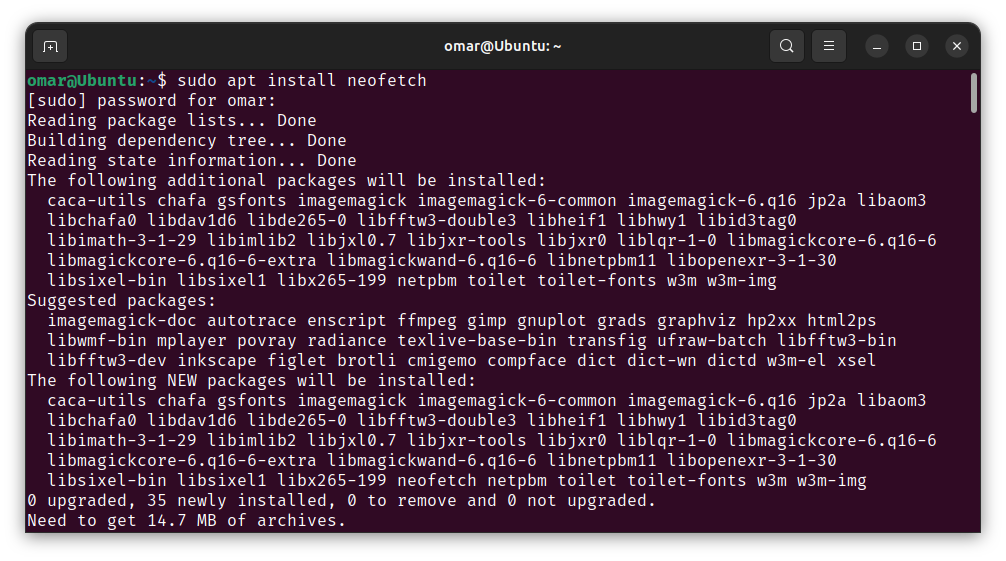 omar@Ubuntu: ~
omar@Ubuntu:~$ sudo apt install neofetch
[sudo] password for omar:
Reading package lists... Done
Building dependency tree... Done
Reading state information... Done
The following additional packages will be installed:
  caca-utils chafa gsfonts imagemagick imagemagick-6-common imagemagick-6.q16 jp2a libaom3
  libchafa0 libdav1d6 libde265-0 libfftw3-double3 libheif1 libhwy1 libid3tag0
  libimath-3-1-29 libimlib2 libjxl0.7 libjxr-tools libjxr0 liblqr-1-0 libmagickcore-6.q16-6
  libmagickcore-6.q16-6-extra libmagickwand-6.q16-6 libnetpbm11 libopenexr-3-1-30
  libsixel-bin libsixel1 libx265-199 netpbm toilet toilet-fonts w3m w3m-img
Suggested packages:
  imagemagick-doc autotrace enscript ffmpeg gimp gnuplot grads graphviz hp2xx html2ps
  libwmf-bin mplayer povray radiance texlive-base-bin transfig ufraw-batch libfftw3-bin
  libfftw3-dev inkscape figlet brotli cmigemo compface dict dict-wn dictd w3m-el xsel
The following NEW packages will be installed:
  caca-utils chafa gsfonts imagemagick imagemagick-6-common imagemagick-6.q16 jp2a libaom3
  libchafa0 libdav1d6 libde265-0 libfftw3-double3 libheif1 libhwy1 libid3tag0
  libimath-3-1-29 libimlib2 libjxl0.7 libjxr-tools libjxr0 liblqr-1-0 libmagickcore-6.q16-6
  libmagickcore-6.q16-6-extra libmagickwand-6.q16-6 libnetpbm11 libopenexr-3-1-30
  libsixel-bin libsixel1 libx265-199 neofetch netpbm toilet toilet-fonts w3m w3m-img
0 upgraded, 35 newly installed, 0 to remove and 0 not upgraded.
Need to get 14.7 MB of archives.